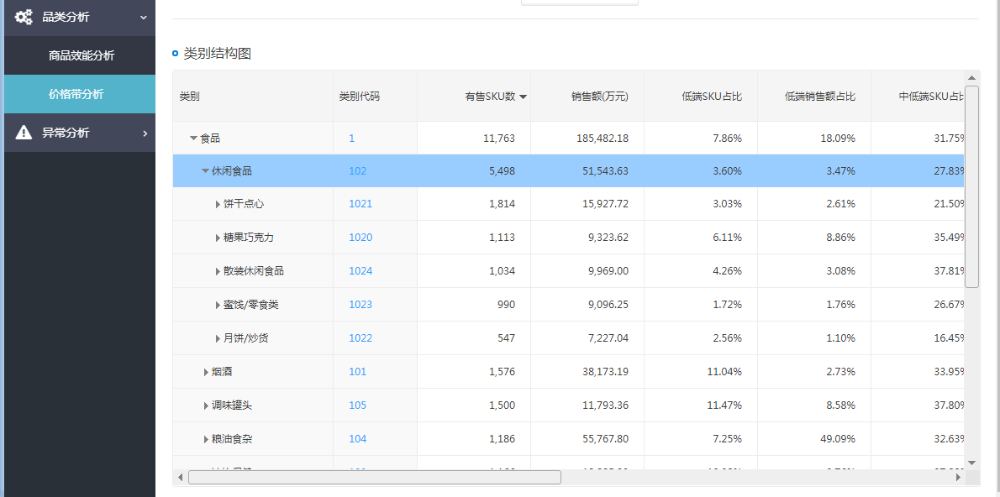 品类分析
商品效能分析
价格带分析
异常分析
类别结构图
类别 类别代码 有售SKU数 销售额(万元) 低端SKU占比 低端销售额占比 中低端SKU占比
食品 1 11,763 185,482.18 7.86% 18.09% 31.75%
休闲食品 102 5,498 51,543.63 3.60% 3.47% 27.83%
饼干点心 1021 1,814 15,927.72 3.03% 2.61% 21.50%
糖果巧克力 1020 1,113 9,323.62 6.11% 8.86% 35.49%
散装休闲食品 1024 1,034 9,969.00 4.26% 3.08% 37.81%
蜜饯/零食类 1023 990 9,096.25 1.72% 1.76% 26.67%
月饼/炒货 1022 547 7,227.04 2.56% 1.10% 16.45%
烟酒 101 1,576 38,173.19 11.04% 2.73% 33.95%
调味罐头 105 1,500 11,793.36 11.47% 8.58% 37.80%
粮油食杂 104 1,186 55,767.80 7.25% 49.09% 32.63%